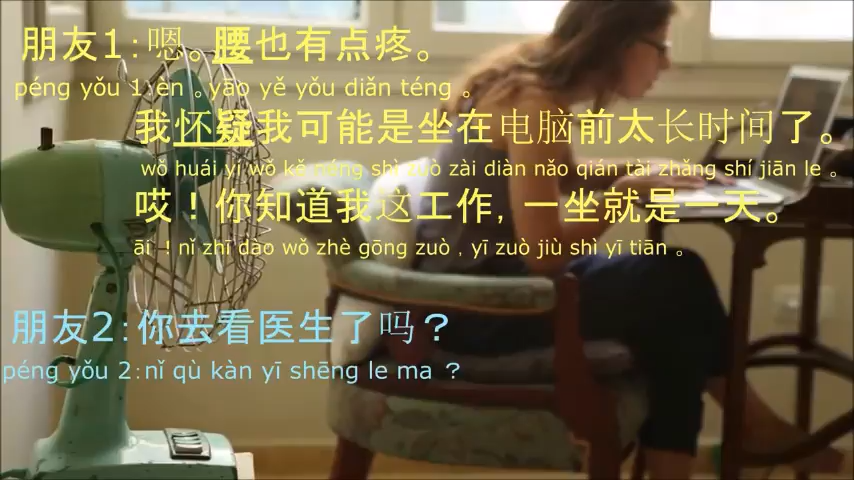 朋友1：嗯。腰也有点疼。
péng yǒu 1：èn 。yāo yě yǒu diǎn téng 。
我怀疑我可能是坐在电脑前太长时间了。
wǒ huái yí wǒ kě néng shì zuò zài diàn nǎo qián tài zhǎng shí jiān le 。
哎！你知道我这工作，一坐就是一天。
āi ！nǐ zhī dào wǒ zhè gōng zuò，yī zuò jiù shì yī tiān 。
朋友2：你去看医生了吗？
péng yǒu 2：nǐ qù kàn yī shēng le ma ？